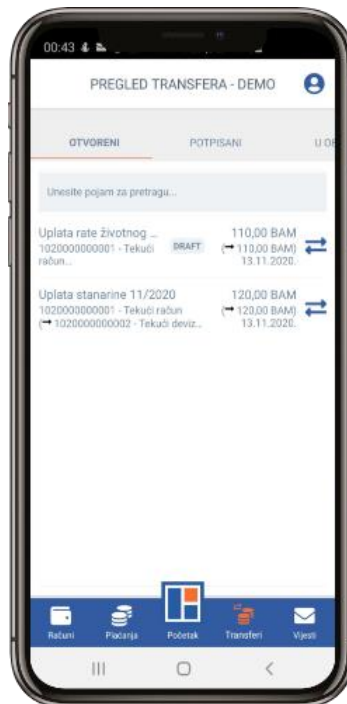 00:43
PREGLED TRANSFERA - DEMO
OTVORENI POTPISANI U OB
Unesite pojam za pretragu...
Uplata rate životnog ... 110,00 BAM
1020000000001 - Tekući DRAFT (➞ 110,00 BAM)
račun... 13.11.2020.
Uplata stanarine 11/2020 120,00 BAM
1020000000001 - Tekući račun (➞ 120,00 BAM)
(➞ 1020000000002 - Tekući deviz... 13.11.2020.
Računi Plaćanja Početak Transferi Vijesti